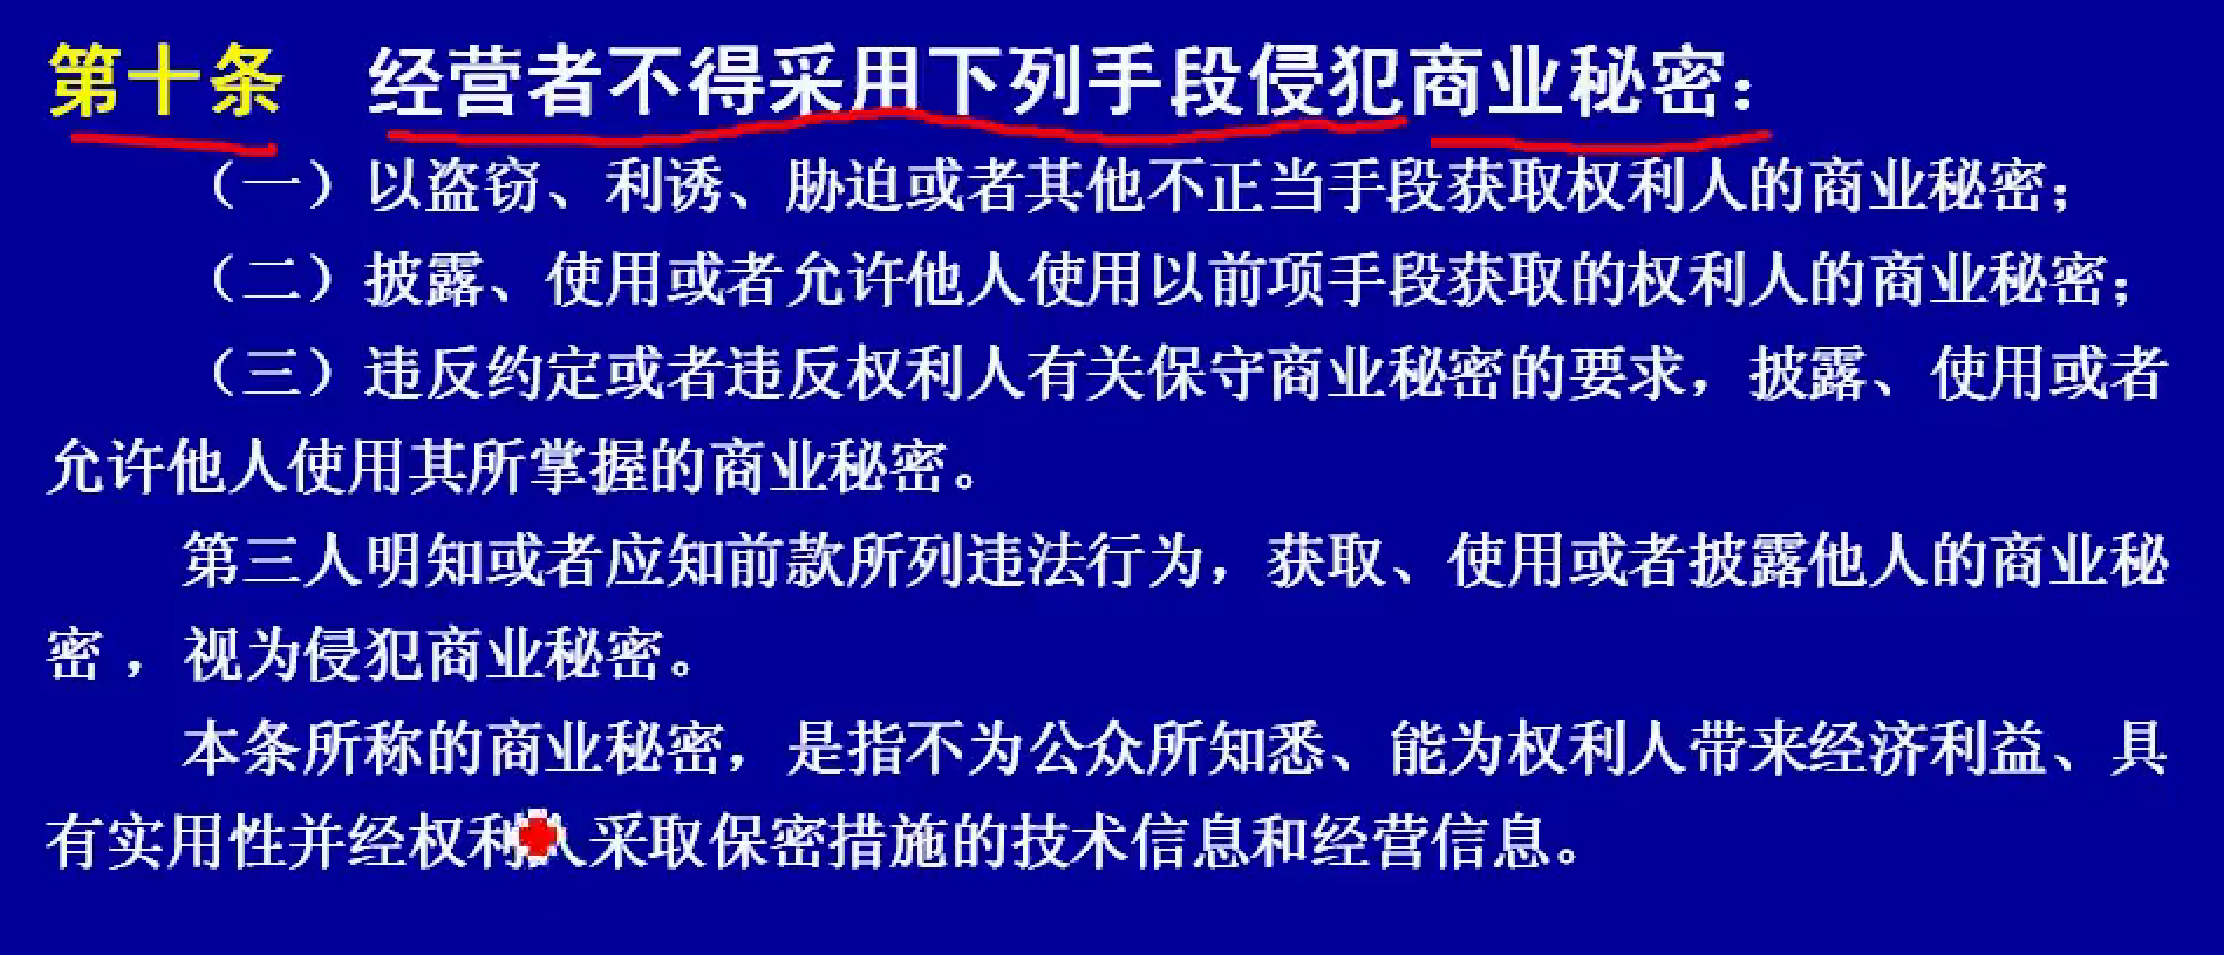 第十条　经营者不得采用下列手段侵犯商业秘密：
（一）以盗窃、利诱、胁迫或者其他不正当手段获取权利人的商业秘密；
（二）披露、使用或者允许他人使用以前项手段获取的权利人的商业秘密；
（三）违反约定或者违反权利人有关保守商业秘密的要求，披露、使用或者
允许他人使用其所掌握的商业秘密。
第三人明知或者应知前款所列违法行为，获取、使用或者披露他人的商业秘
密，视为侵犯商业秘密。
本条所称的商业秘密，是指不为公众所知悉、能为权利人带来经济利益、具
有实用性并经权利人采取保密措施的技术信息和经营信息。